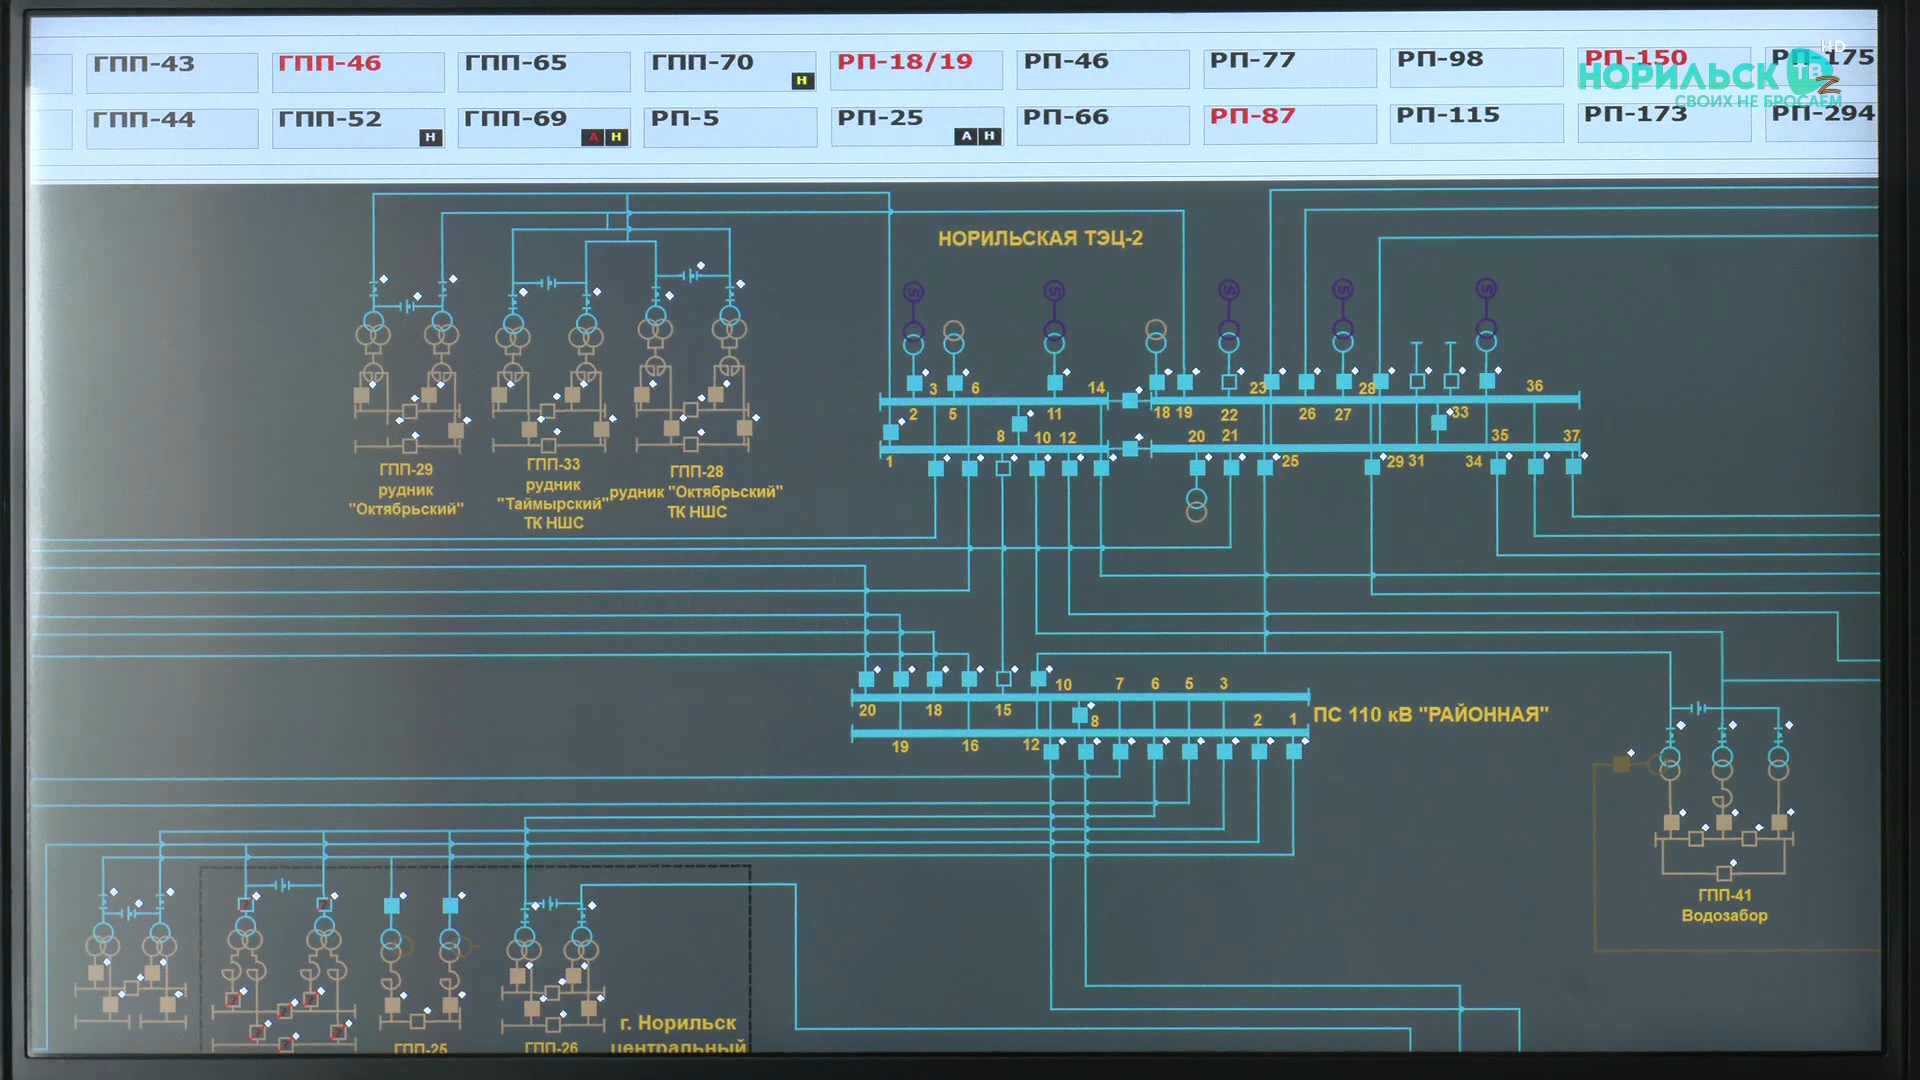 ГПП-43
ГПП-46
ГПП-65
ГПП-70
Н
РП-18/19
РП-46
РП-77
РП-98
РП-150
РП-175
ГПП-44
ГПП-52
Н
ГПП-69
А Н
РП-5
РП-25
А Н
РП-66
РП-87
РП-115
РП-173
РП-294
HD
НОРИЛЬСК ТВ
СВОИХ НЕ БРОСАЕМ
НОРИЛЬСКАЯ ТЭЦ-2
3 6 14 23 28 36
2 5 11 18 19 22 26 27 33
8 10 12 20 21 35 37
1 25 29 31 34
ГПП-29
рудник
"Октябрьский"
ГПП-33
рудник
"Таймырский"
ТК НШС
ГПП-28
рудник "Октябрьский"
ТК НШС
10 7 6 5 3
20 18 15 8 2 1
19 16 12
ПС 110 кВ "РАЙОННАЯ"
ГПП-41
Водозабор
г. Норильск
центральный
ГПП-25
ГПП-26